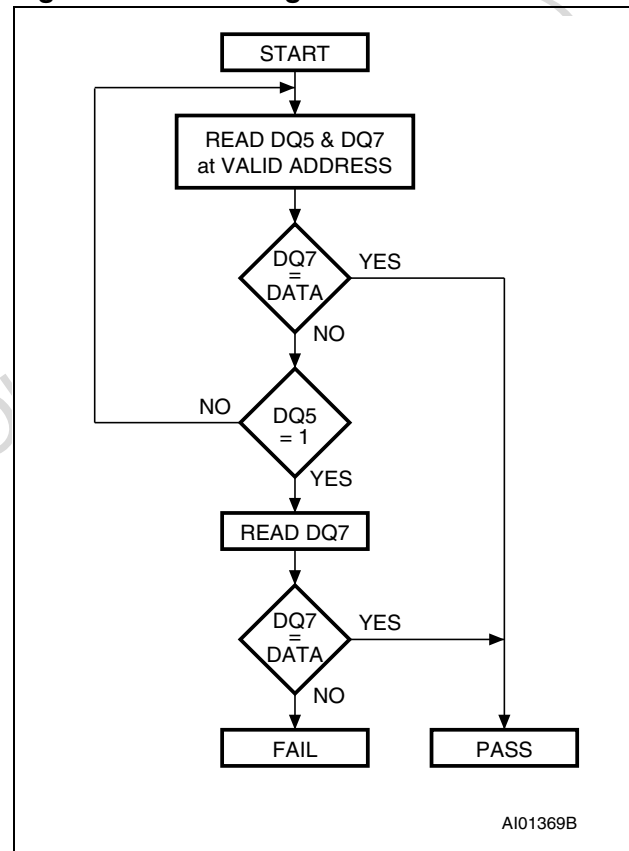 START
READ DQ5 & DQ7
at VALID ADDRESS
DQ7
=
DATA
YES
NO
DQ5
= 1
NO
YES
READ DQ7
DQ7
=
DATA
YES
NO
FAIL
PASS
AI01369B